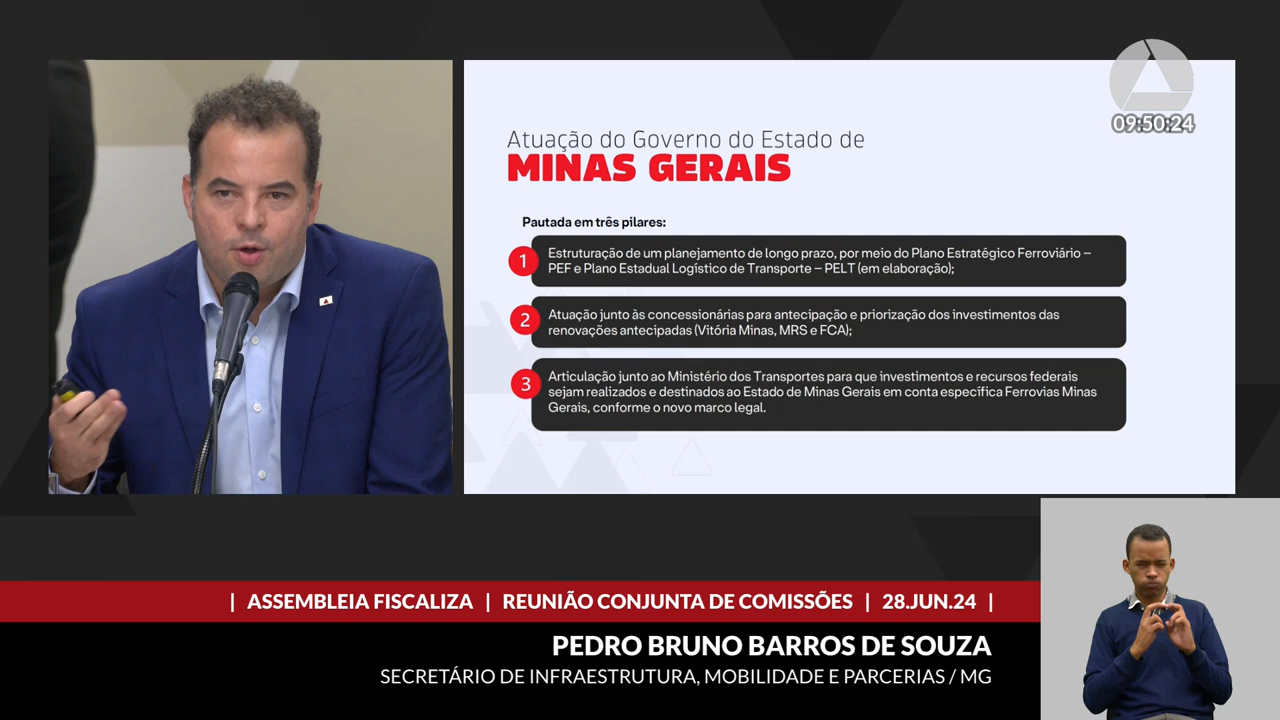 09:50:24
Atuação do Governo do Estado de
MINAS GERAIS
Pautada em três pilares:
1
Estruturação de um planejamento de longo prazo, por meio do Plano Estratégico Ferroviário –
PEF e Plano Estadual Logístico de Transporte – PELT (em elaboração);
2
Atuação junto às concessionárias para antecipação e priorização dos investimentos das
renovações antecipadas (Vitória Minas, MRS e FCA);
3
Articulação junto ao Ministério dos Transportes para que investimentos e recursos federais
sejam realizados e destinados ao Estado de Minas Gerais em conta específica Ferrovias Minas
Gerais, conforme o novo marco legal.
| ASSEMBLEIA FISCALIZA | REUNIÃO CONJUNTA DE COMISSÕES | 28.JUN.24 |
PEDRO BRUNO BARROS DE SOUZA
SECRETÁRIO DE INFRAESTRUTURA, MOBILIDADE E PARCERIAS / MG